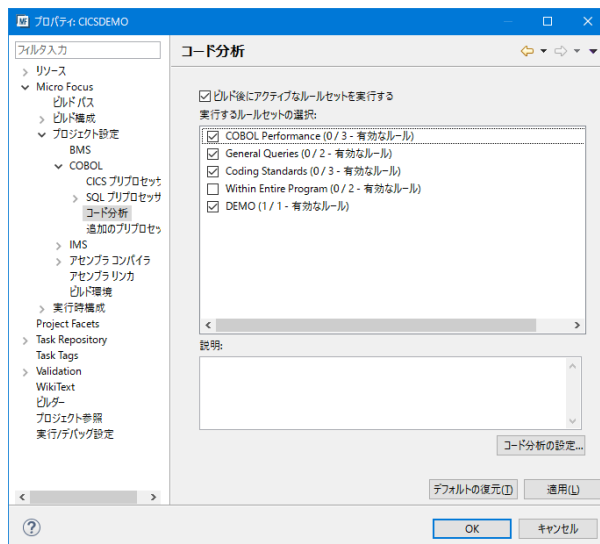 プロパティ: CICSDEMO
フィルタ入力
リソース
Micro Focus
ビルド パス
ビルド構成
プロジェクト設定
BMS
COBOL
CICS プリプロセッサ
SQL プリプロセッサ
コード分析
追加のプリプロセッ
IMS
アセンブラ コンパイラ
アセンブラ リンカ
ビルド環境
実行時構成
Project Facets
Task Repository
Task Tags
Validation
WikiText
ビルダー
プロジェクト参照
実行/デバッグ設定
コード分析
ビルド後にアクティブなルールセットを実行する
実行するルールセットの選択:
COBOL Performance (0 / 3 - 有効なルール)
General Queries (0 / 2 - 有効なルール)
Coding Standards (0 / 3 - 有効なルール)
Within Entire Program (0 / 2 - 有効なルール)
DEMO (1 / 1 - 有効なルール)
説明:
コード分析の設定...
デフォルトの復元(T) 適用(L)
OK キャンセル